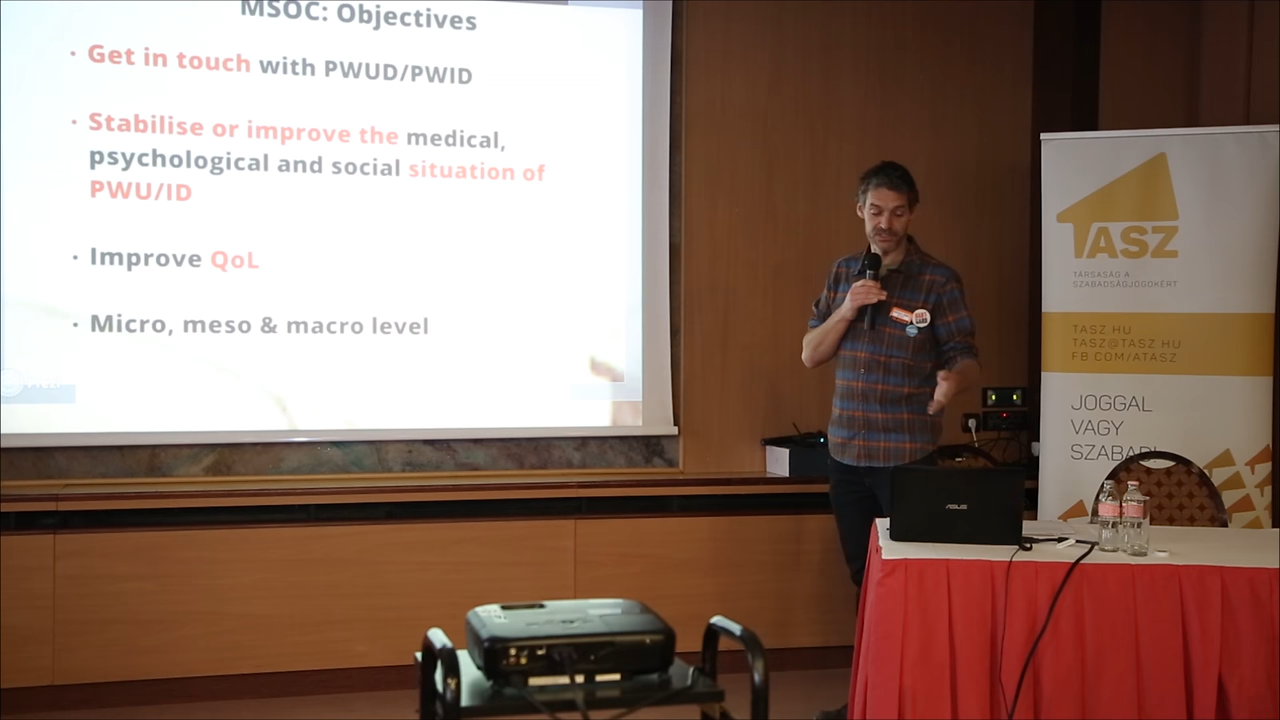 MSOC: Objectives
· Get in touch with PWUD/PWID
· Stabilise or improve the medical,
psychological and social situation of
PWU/ID
· Improve QoL
· Micro, meso & macro level
TASZ
TÁRSASÁG A
SZABADSÁGJOGOKÉRT
TASZ.HU
TASZ@TASZ.HU
FB.COM/ATASZ
JOGGAL
VAGY
SZABAD!
ASUS